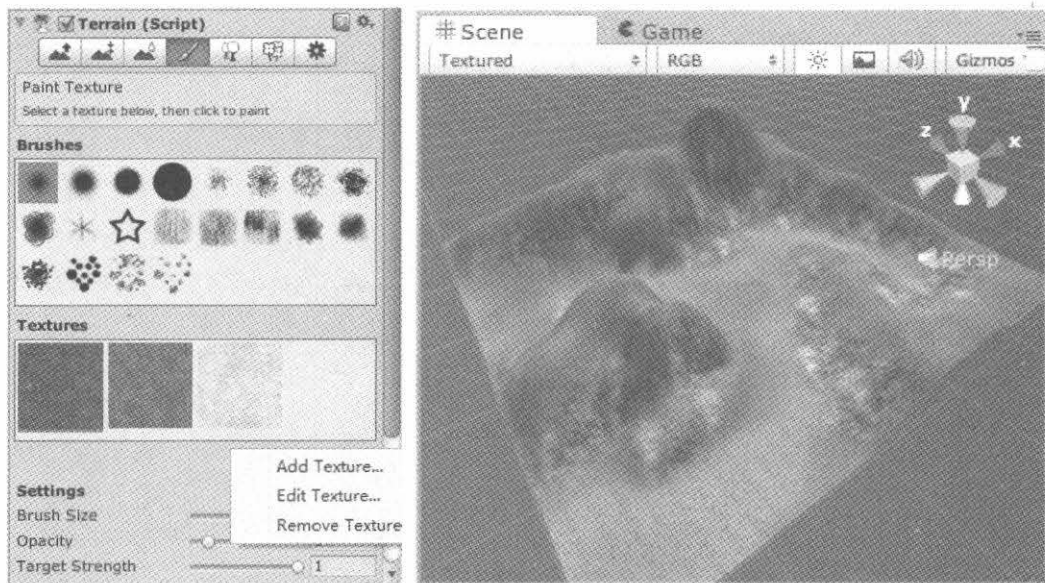 Terrain (Script)
Paint Texture
Select a texture below, then click to paint
Brushes
Textures
Add Texture...
Edit Texture...
Remove Texture
Settings
Brush Size
Opacity
Target Strength
1
Scene
Game
Textured
RGB
Gizmos
y
z
x
Persp